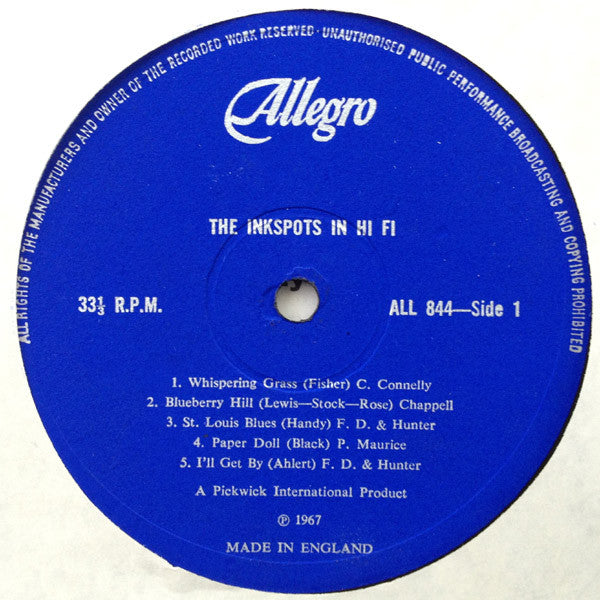 ALL RIGHTS OF THE MANUFACTURERS AND OWNER OF THE RECORDED WORK RESERVED · UNAUTHORISED PUBLIC PERFORMANCE BROADCASTING AND COPYING PROHIBITED
Allegro
THE INKSPOTS IN HI FI
33⅓ R.P.M.
ALL 844—Side 1
1. Whispering Grass (Fisher) C. Connelly
2. Blueberry Hill (Lewis—Stock—Rose) Chappell
3. St. Louis Blues (Handy) F. D. & Hunter
4. Paper Doll (Black) P. Maurice
5. I'll Get By (Ahlert) F. D. & Hunter
A Pickwick International Product
℗ 1967
MADE IN ENGLAND